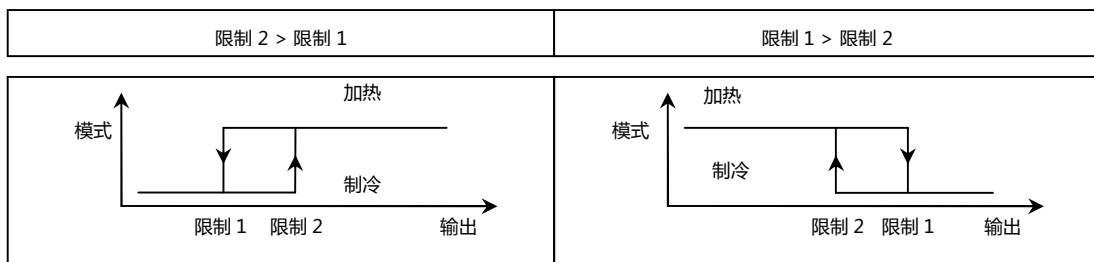 限制 2 > 限制 1
限制 1 > 限制 2
加热
模式
制冷
限制 1 限制 2 输出
加热
模式
制冷
限制 2 限制 1 输出